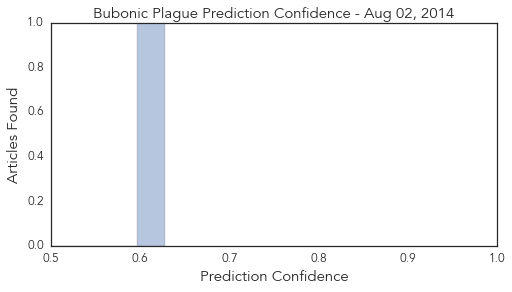 Bubonic Plague Prediction Confidence - Aug 02, 2014
1.0
0.8
0.6
0.4
0.2
0.0
Articles Found
0.5 0.6 0.7 0.8 0.9 1.0
Prediction Confidence